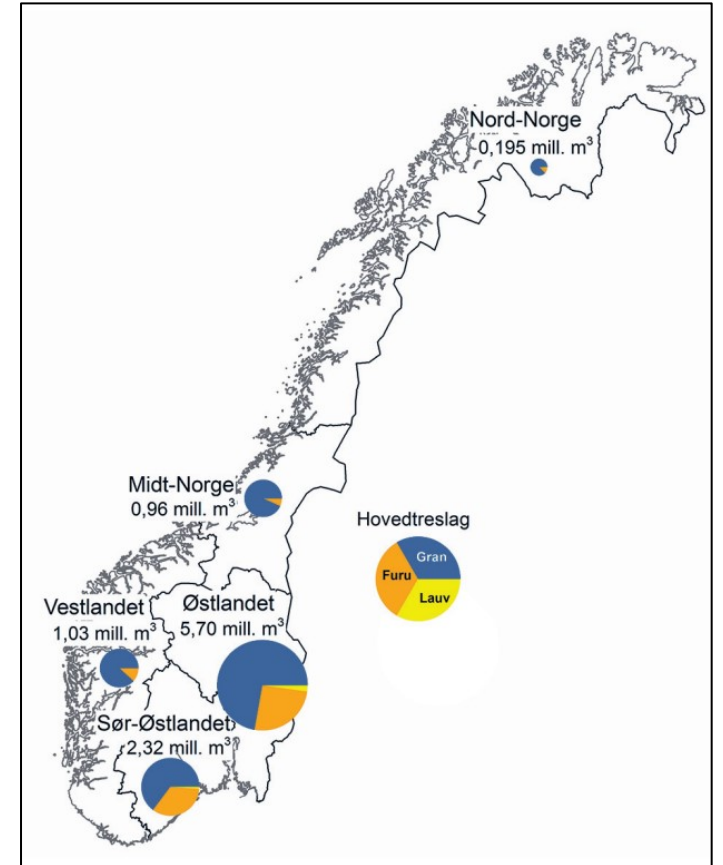 Nord-Norge
0,195 mill. m³
Midt-Norge
0,96 mill. m³
Hovedtreslag
Gran
Furu
Lauv
Vestlandet
1,03 mill. m³
Østlandet
5,70 mill. m³
Sør-Østlandet
2,32 mill. m³